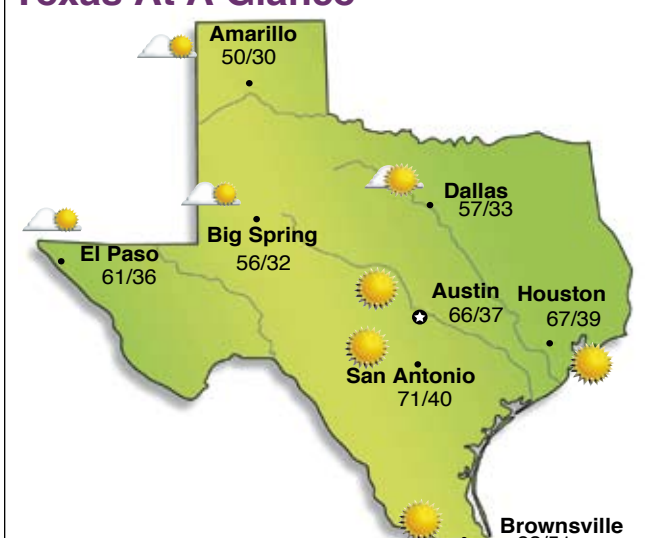 Texas At A Glance
Amarillo
50/30
Dallas
57/33
Big Spring
56/32
El Paso
61/36
Austin
66/37
Houston
67/39
San Antonio
71/40
Brownsville